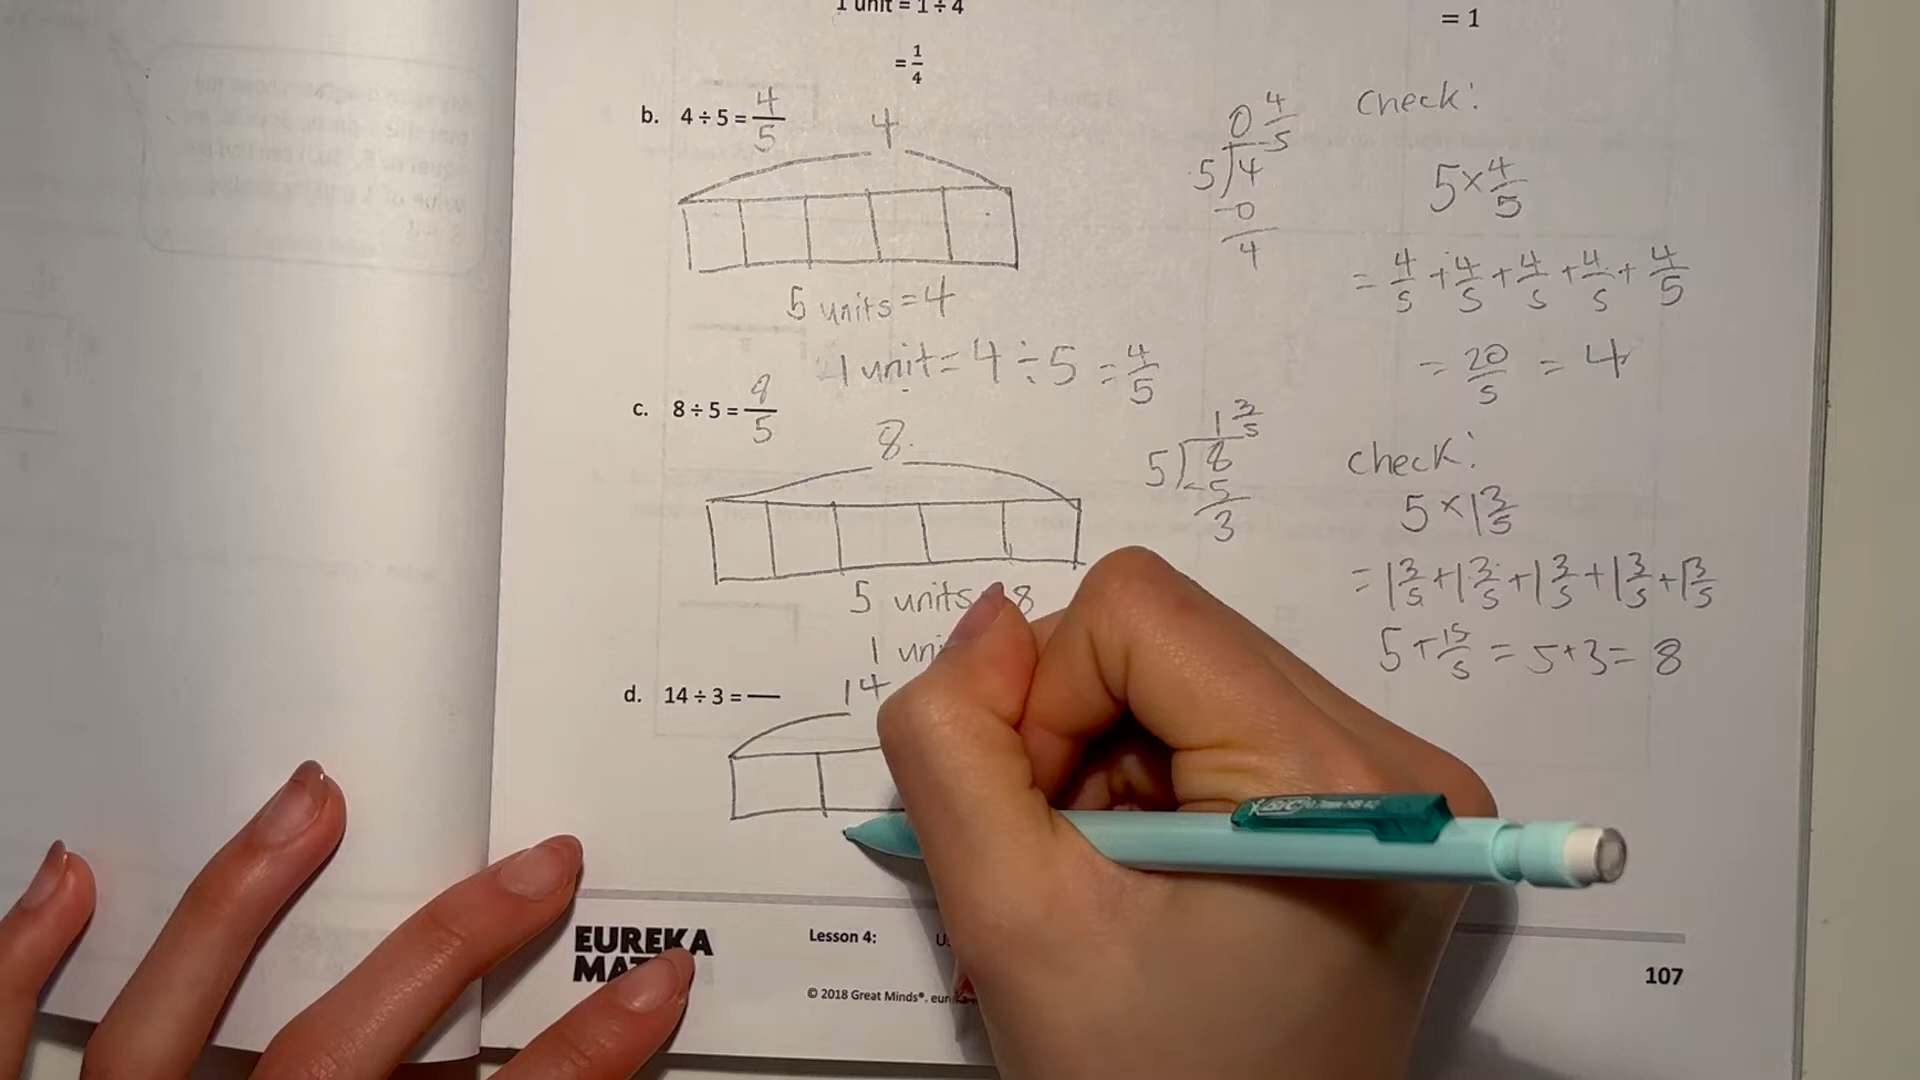 1 unit = 1 ÷ 4
= 1/4
= 1
b. 4 ÷ 5 = 4/5
4
5 units = 4
1 unit = 4 ÷ 5 = 4/5
0 4/5
5)4
-0
4
Check:
5 × 4/5
= 4/5 + 4/5 + 4/5 + 4/5 + 4/5
= 20/5 = 4
c. 8 ÷ 5 = 8/5
8
5 units 8
1
1 3/5
5)8
-5
3
Check:
5 × 1 3/5
= 1 3/5 + 1 3/5 + 1 3/5 + 1 3/5 + 1 3/5
5 + 15/5 = 5 + 3 = 8
d. 14 ÷ 3 =
14
EUREKA
Lesson 4:
© 2018 Great Minds®.
107